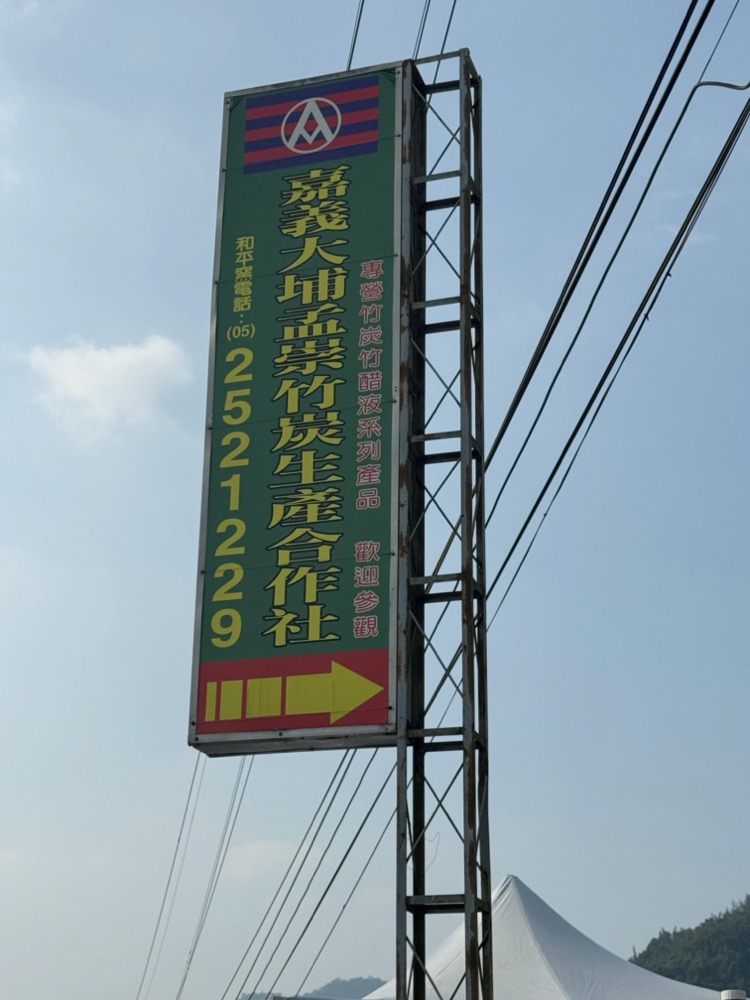 專營竹炭竹醋液系列產品 歡迎參觀
嘉義大埔孟崇竹炭生產合作社
和平窯電話:(05)2521229